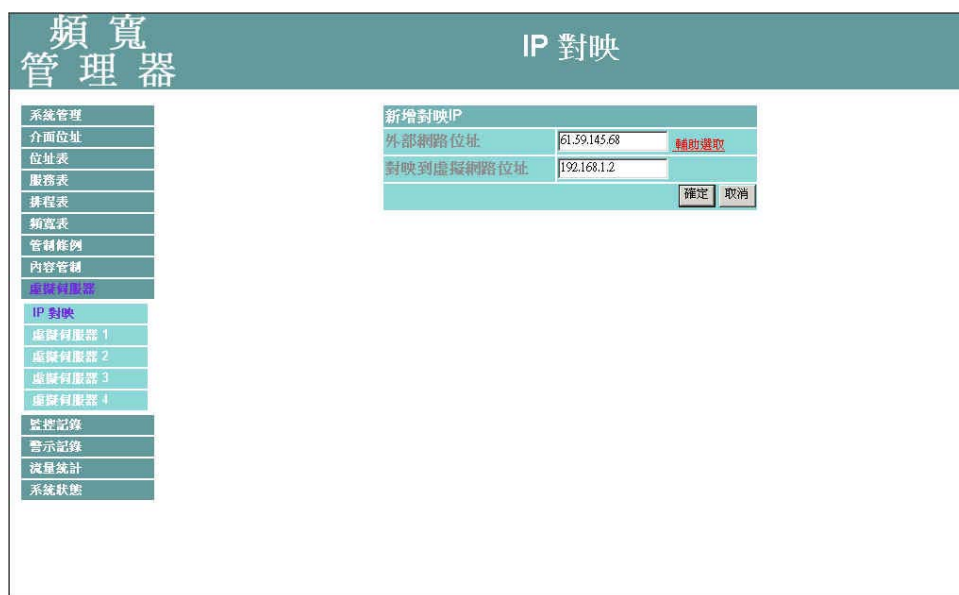 頻寬
管理器
IP 對映
系統管理
介面位址
位址表
服務表
排程表
頻寬表
管制條例
內容管制
虛擬伺服器
IP 對映
虛擬伺服器 1
虛擬伺服器 2
虛擬伺服器 3
虛擬伺服器 4
監控記錄
警示記錄
流量統計
系統狀態
新增對映IP
外部網路位址 61.59.145.68 輔助選取
對映到虛擬網路位址 192.168.1.2
確定 取消